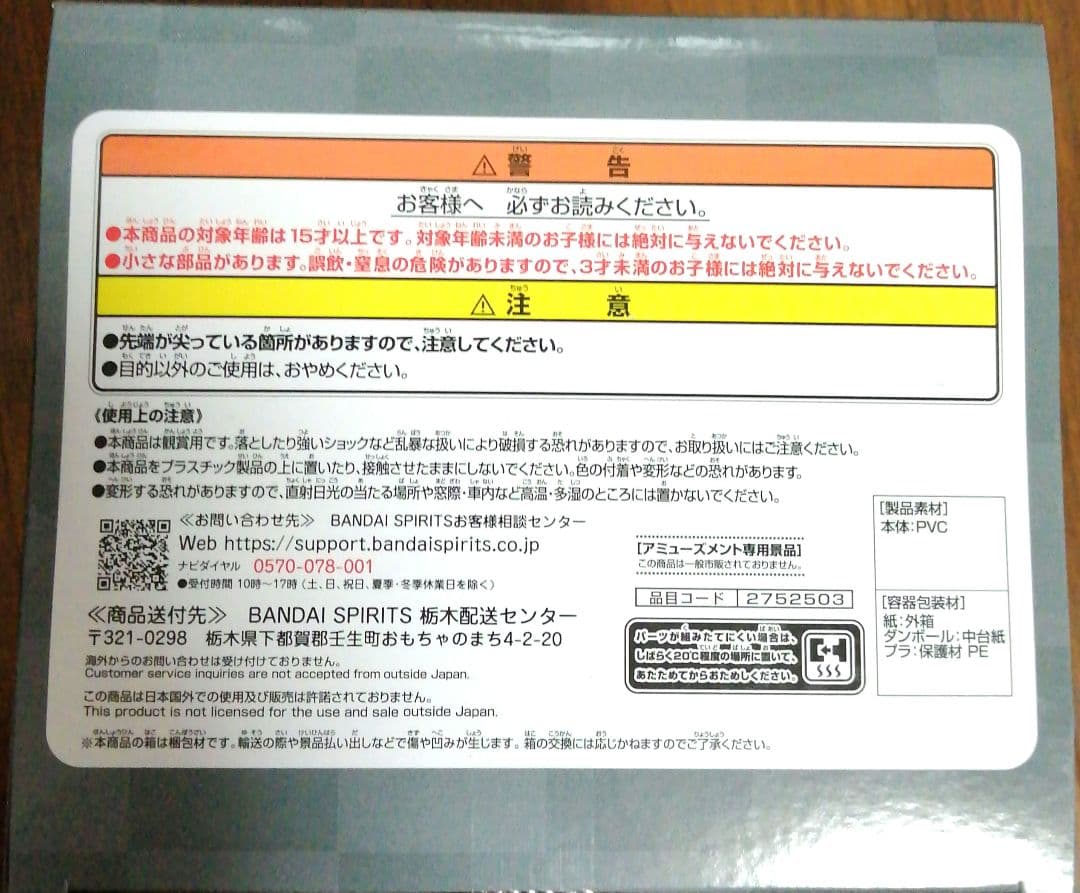 ⚠警告
お客様へ 必ずお読みください。
●本商品の対象年齢は15才以上です。対象年齢未満のお子様には絶対に与えないでください。
●小さな部品があります。誤飲・窒息の危険がありますので、3才未満のお子様には絶対に与えないでください。
⚠注意
●先端が尖っている箇所がありますので、注意してください。
●目的以外のご使用は、おやめください。
《使用上の注意》
●本商品は観賞用です。落としたり強いショックなど乱暴な扱いにより破損する恐れがありますので、お取り扱いにはご注意ください。
●本商品をプラスチック製品の上に置いたり、接触させたままにしないでください。色の付着や変形などの恐れがあります。
●変形する恐れがありますので、直射日光の当たる場所や窓際・車内など高温・多湿のところには置かないでください。
≪お問い合わせ先≫ BANDAI SPIRITSお客様相談センター
Web https://support.bandaispirits.co.jp
ナビダイヤル 0570-078-001
●受付時間 10時～17時(土、日、祝日、夏季・冬季休業日を除く)
≪商品送付先≫ BANDAI SPIRITS 栃木配送センター
〒321-0298 栃木県下都賀郡壬生町おもちゃのまち4-2-20
海外からのお問い合わせは受け付けておりません。
Customer service inquiries are not accepted from outside Japan.
この商品は日本国外での使用及び販売は許諾されておりません。
This product is not licensed for the use and sale outside Japan.
※本商品の箱は梱包材です。輸送の際や景品払い出しなどで傷や凹みが生じます。箱の交換には応じかねますのでご了承ください。
[アミューズメント専用景品]
この商品は一般市販されておりません。
品目コード 2752503
パーツが組みたてにくい場合は、
しばらく20℃程度の場所に置いて、
あたためてからおためしください。
[製品素材]
本体:PVC
[容器包装材]
紙:外箱
ダンボール:中台紙
プラ:保護材 PE